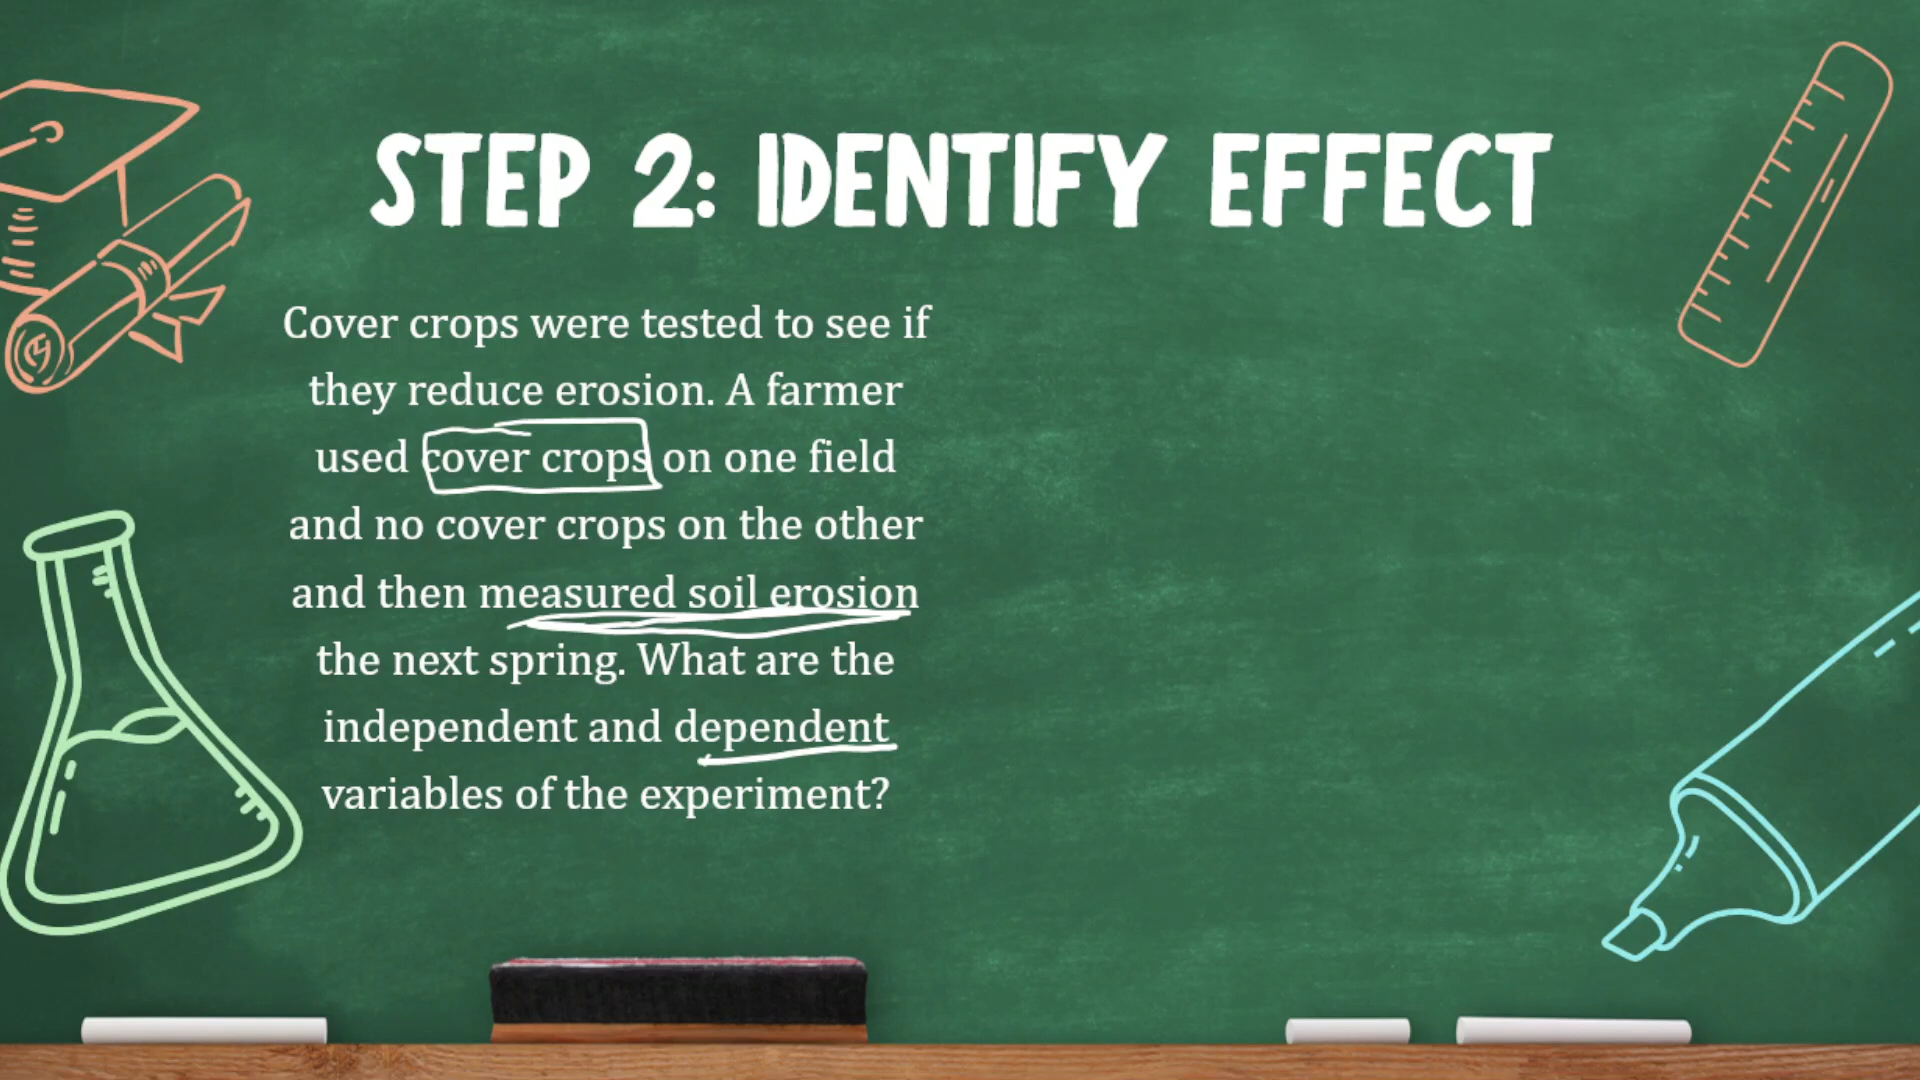 STEP 2: IDENTIFY EFFECT
Cover crops were tested to see if
they reduce erosion. A farmer
used cover crops on one field
and no cover crops on the other
and then measured soil erosion
the next spring. What are the
independent and dependent
variables of the experiment?